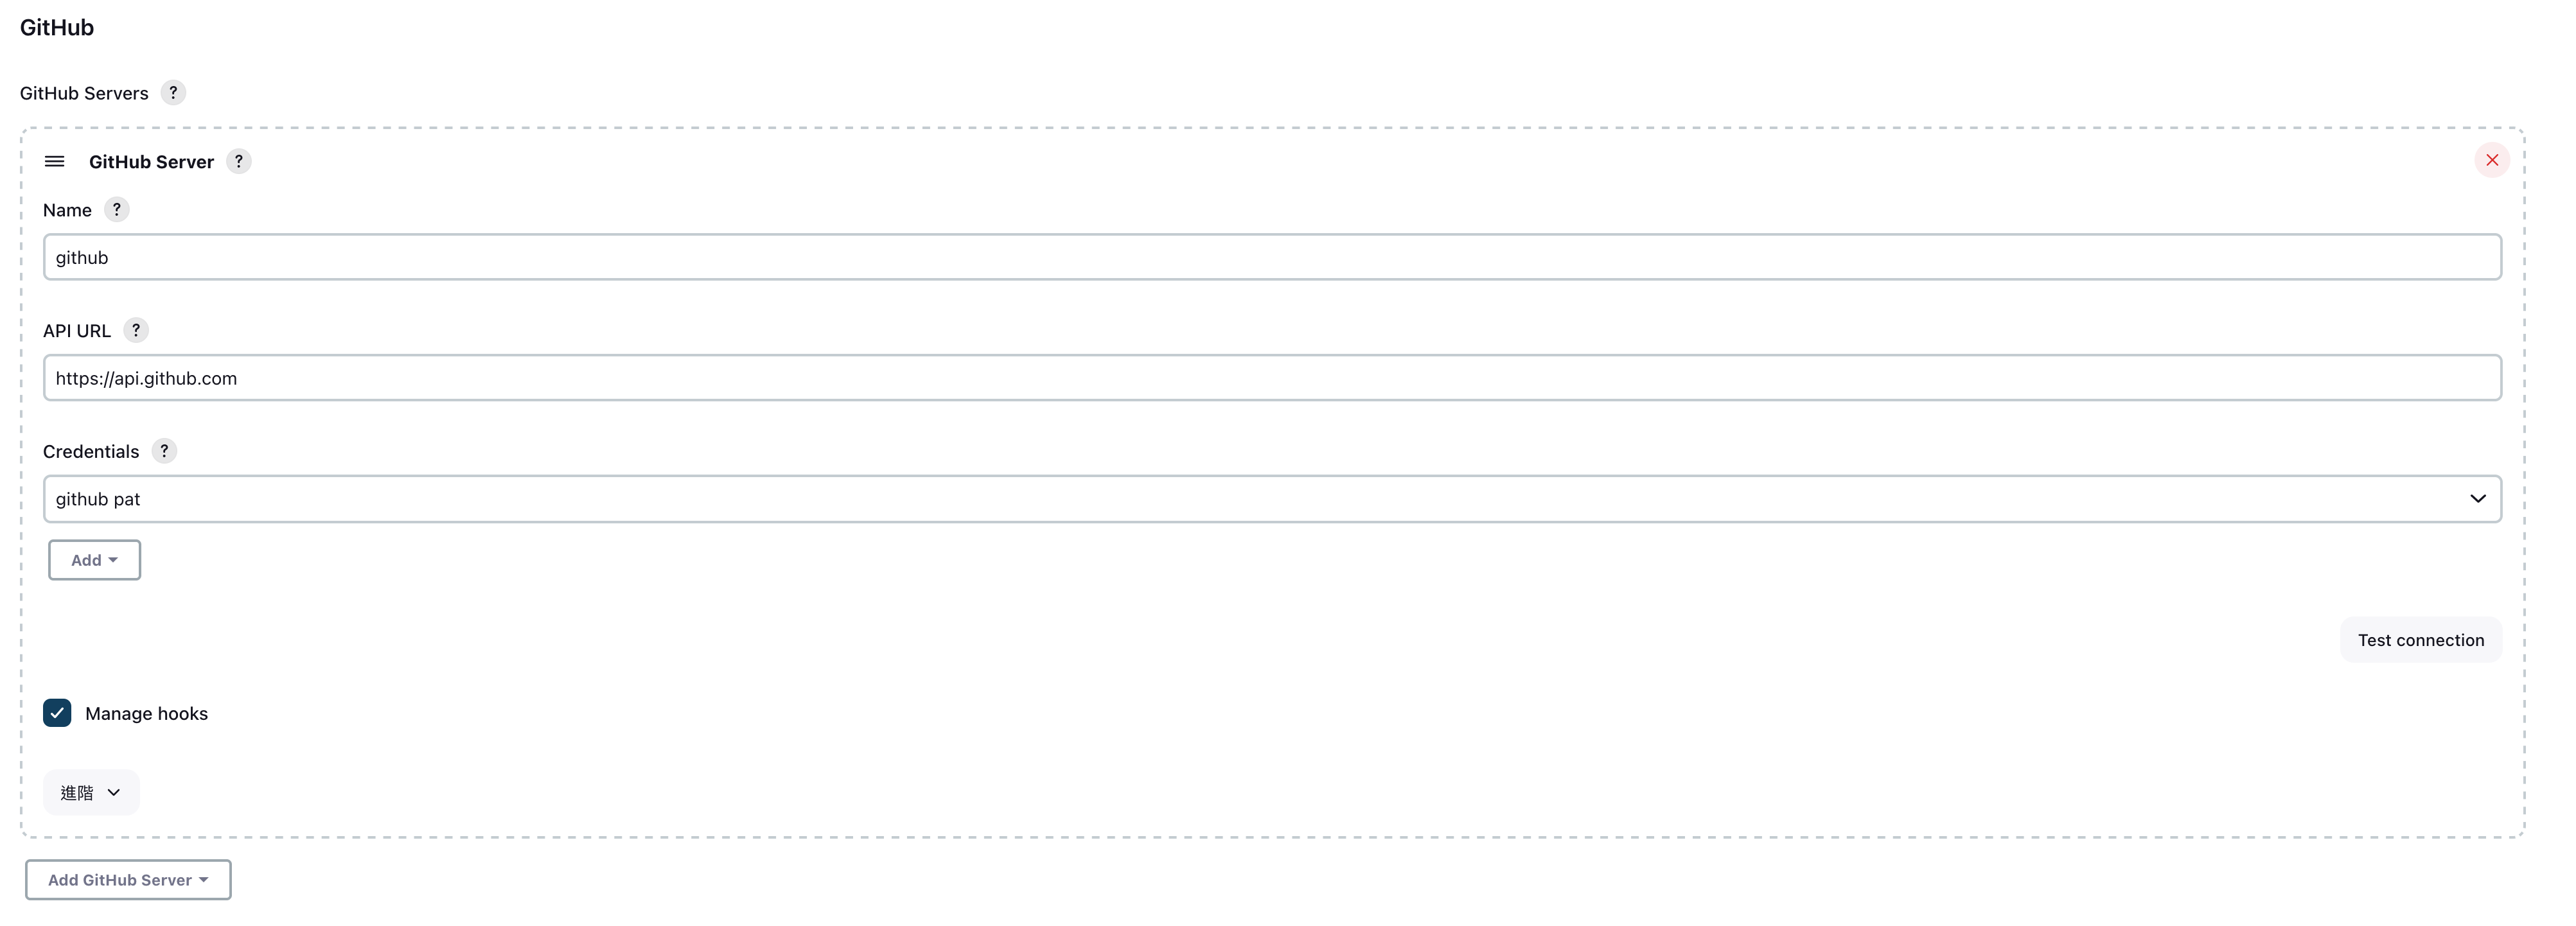 GitHub
GitHub Servers ?
GitHub Server ?
Name ?
github
API URL ?
https://api.github.com
Credentials ?
github pat
Add
Test connection
Manage hooks
進階
Add GitHub Server